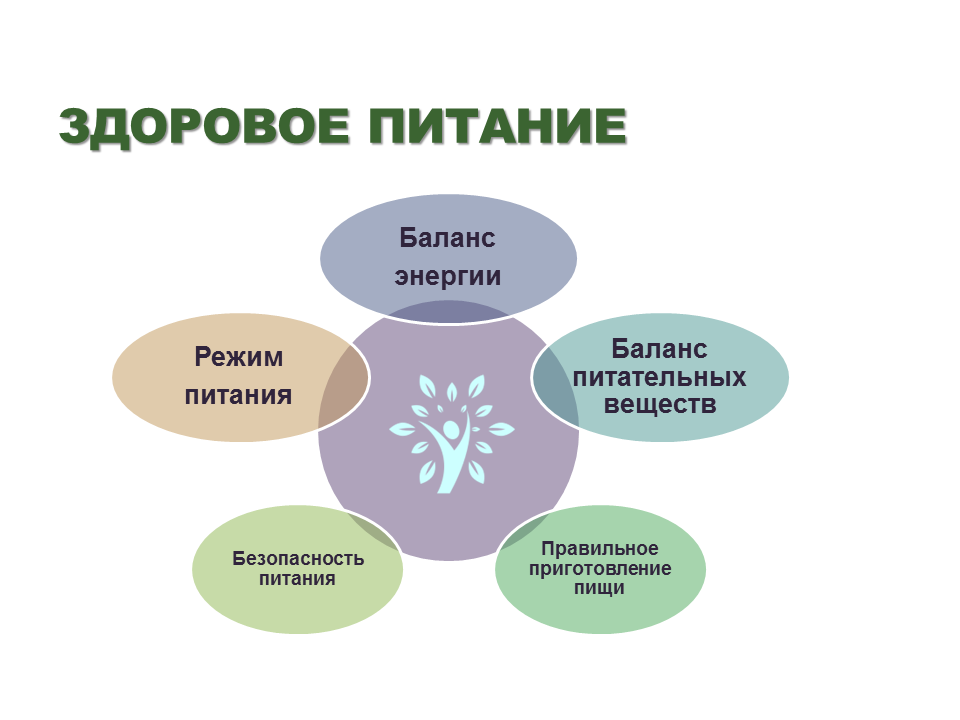 ЗДОРОВОЕ ПИТАНИЕ
Баланс
энергии
Режим
питания
Баланс
питательных
веществ
Безопасность
питания
Правильное
приготовление
пищи